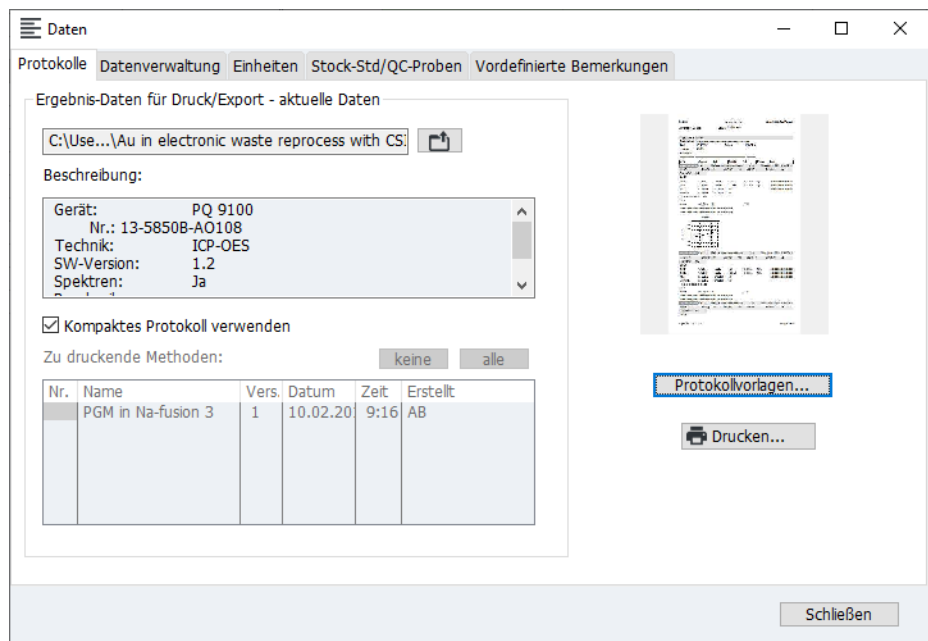 Daten
Protokolle Datenverwaltung Einheiten Stock-Std/QC-Proben Vordefinierte Bemerkungen
Ergebnis-Daten für Druck/Export - aktuelle Daten
C:\Use...\Au in electronic waste reprocess with CS
Beschreibung:
Gerät: PQ 9100
Nr.: 13-5850B-AO108
Technik: ICP-OES
SW-Version: 1.2
Spektren: Ja
Kompaktes Protokoll verwenden
Zu druckende Methoden: keine alle
Nr. Name Vers. Datum Zeit Erstellt
PGM in Na-fusion 3 1 10.02.20 9:16 AB
Protokollvorlagen...
Drucken...
Schließen